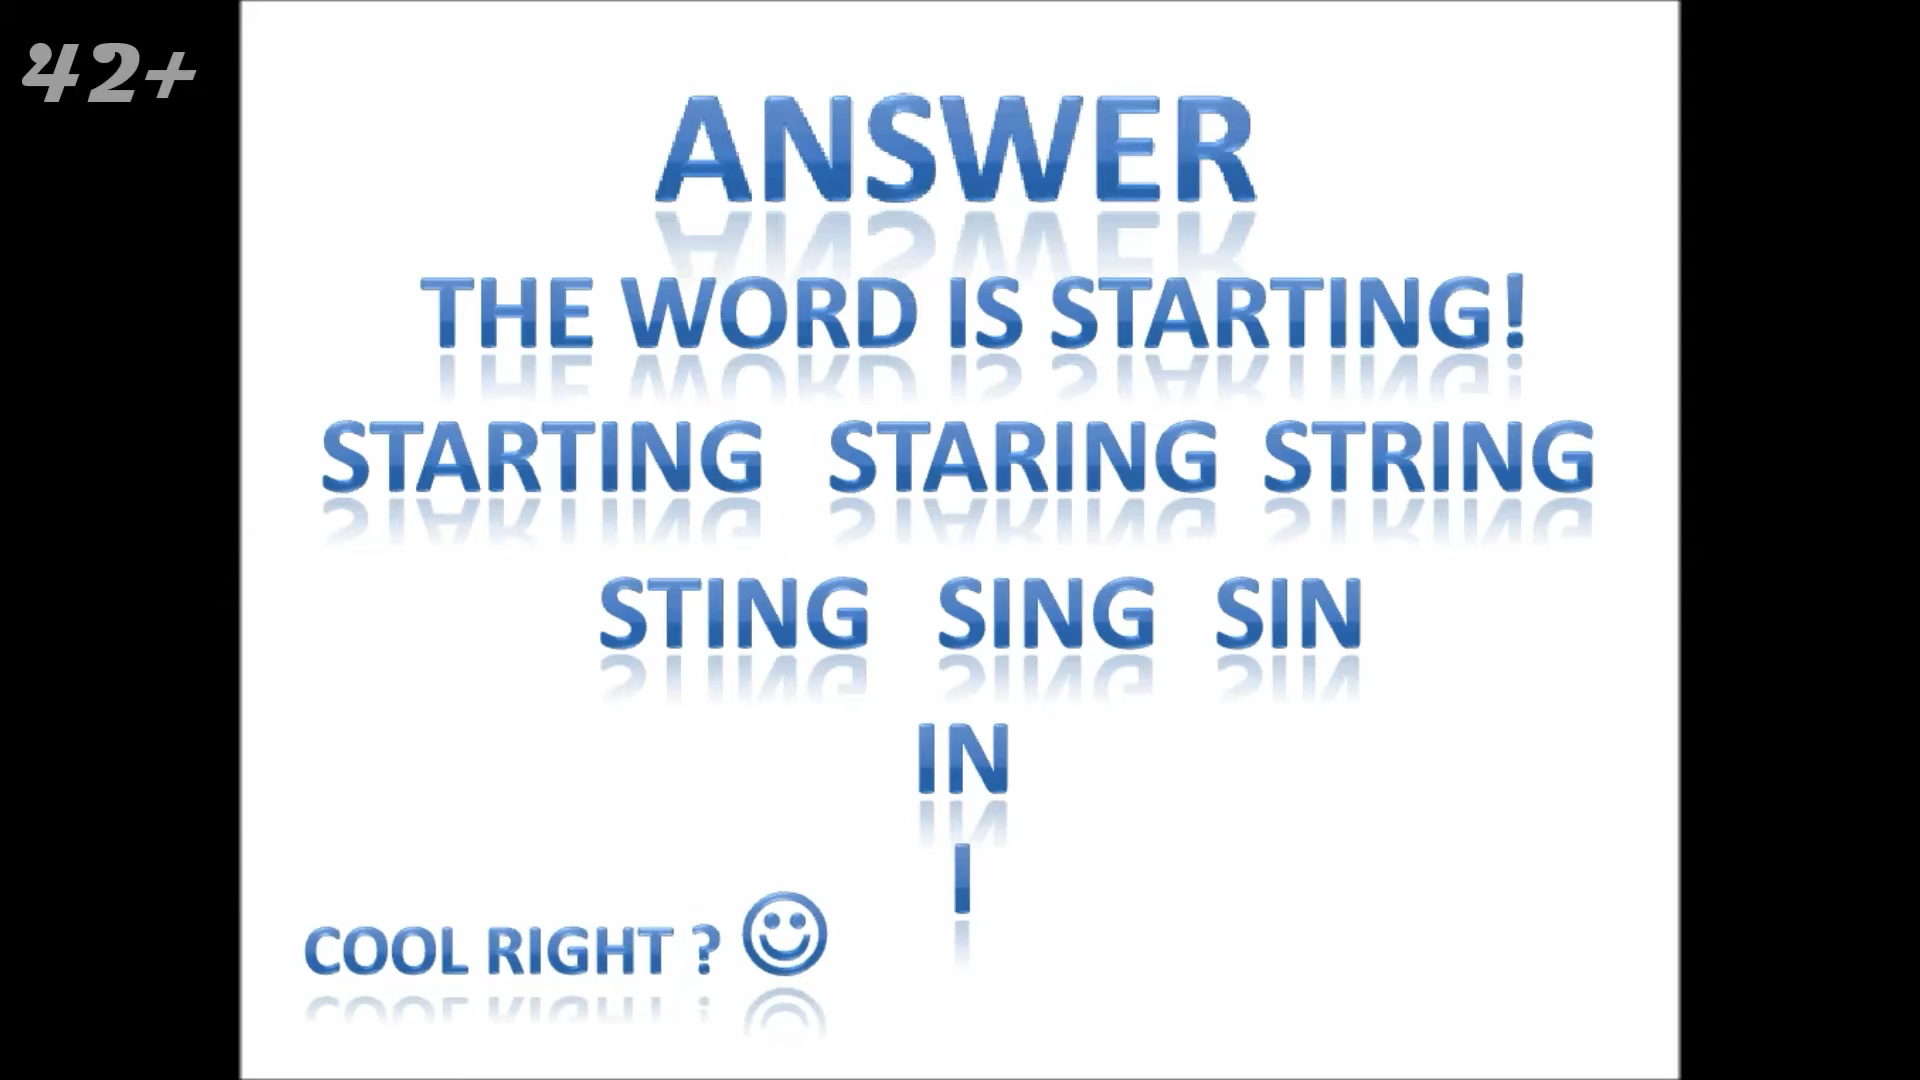 42+
ANSWER
THE WORD IS STARTING!
STARTING STARING STRING
STING SING SIN
IN
I
COOL RIGHT ?